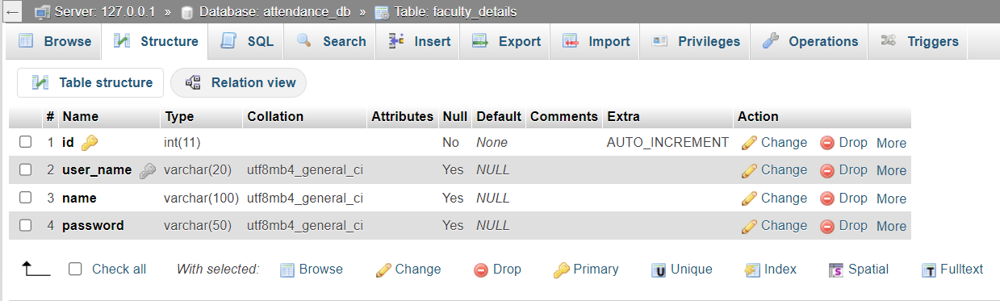 ← Server: 127.0.0.1 » Database: attendance_db » Table: faculty_details
Browse Structure SQL Search Insert Export Import Privileges Operations Triggers
Table structure Relation view
# Name Type Collation Attributes Null Default Comments Extra Action
1 id int(11) No None AUTO_INCREMENT Change Drop More
2 user_name varchar(20) utf8mb4_general_ci Yes NULL Change Drop More
3 name varchar(100) utf8mb4_general_ci Yes NULL Change Drop More
4 password varchar(50) utf8mb4_general_ci Yes NULL Change Drop More
Check all With selected: Browse Change Drop Primary Unique Index Spatial Fulltext